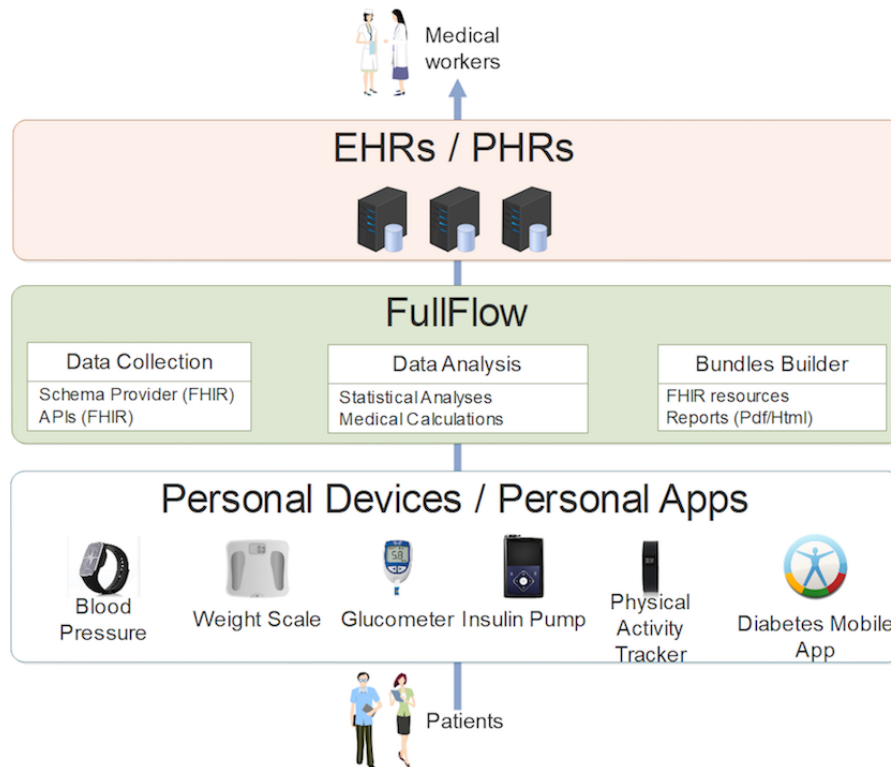 Medical
workers
EHRs / PHRs
FullFlow
Data Collection
Schema Provider (FHIR)
APIs (FHIR)
Data Analysis
Statistical Analyses
Medical Calculations
Bundles Builder
FHIR resources
Reports (Pdf/Html)
Personal Devices / Personal Apps
5.8
Blood
Pressure
Weight Scale
Glucometer
Insulin Pump
Physical
Activity
Tracker
Diabetes Mobile
App
Patients